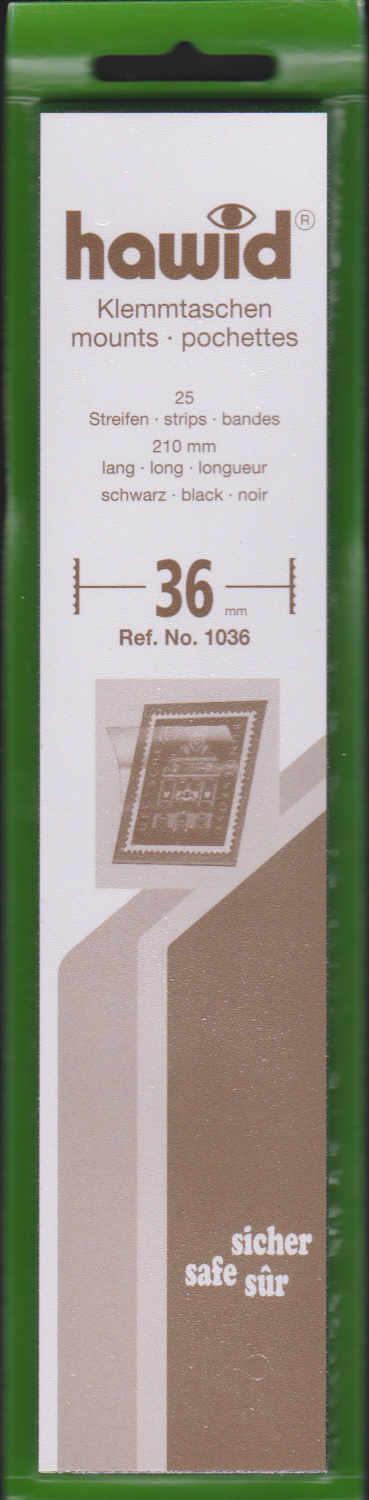 hawid®
Klemmtaschen
mounts · pochettes
25
Streifen · strips · bandes
210 mm
lang · long · longueur
schwarz · black · noir
36 mm
Ref. No. 1036
sicher
safe sûr